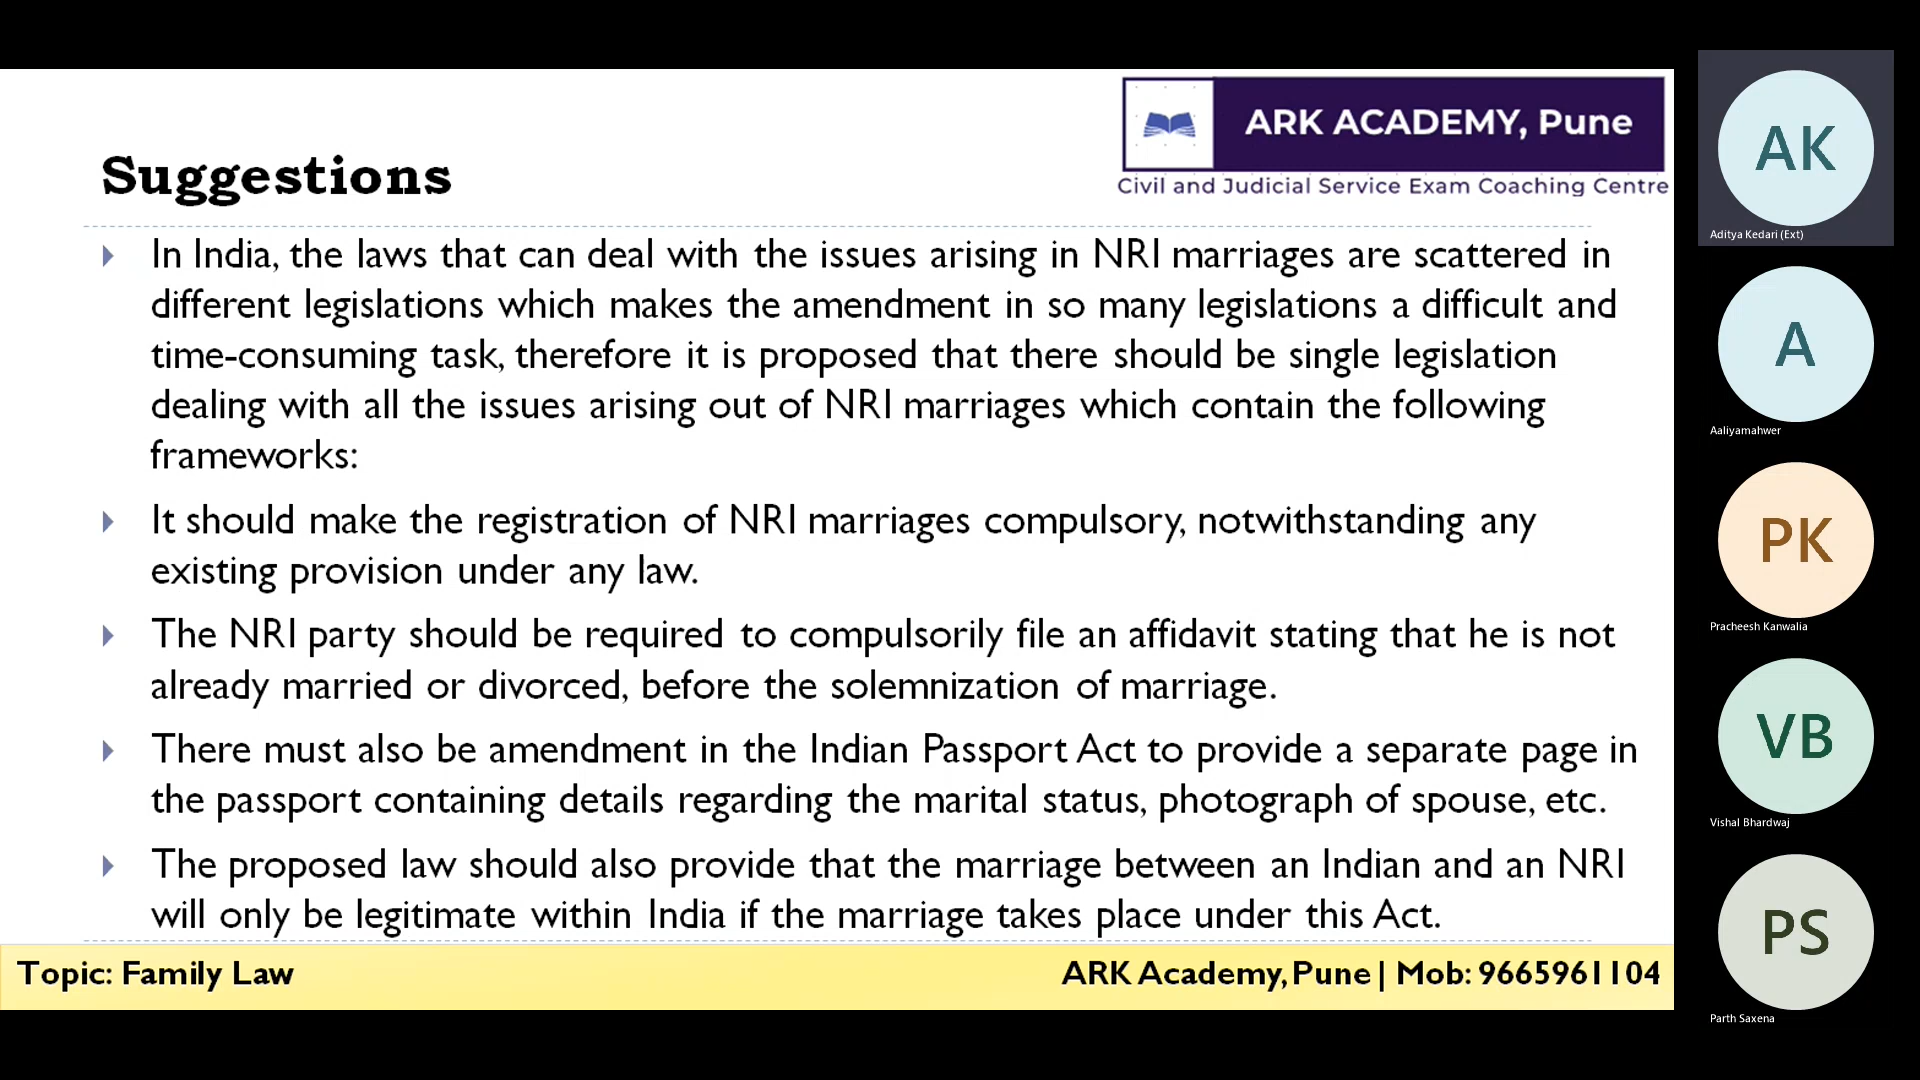 ARK ACADEMY, Pune
Civil and Judicial Service Exam Coaching Centre
Suggestions
In India, the laws that can deal with the issues arising in NRI marriages are scattered in
different legislations which makes the amendment in so many legislations a difficult and
time-consuming task, therefore it is proposed that there should be single legislation
dealing with all the issues arising out of NRI marriages which contain the following
frameworks:
It should make the registration of NRI marriages compulsory, notwithstanding any
existing provision under any law.
The NRI party should be required to compulsorily file an affidavit stating that he is not
already married or divorced, before the solemnization of marriage.
There must also be amendment in the Indian Passport Act to provide a separate page in
the passport containing details regarding the marital status, photograph of spouse, etc.
The proposed law should also provide that the marriage between an Indian and an NRI
will only be legitimate within India if the marriage takes place under this Act.
Topic: Family Law
ARK Academy, Pune | Mob: 9665961104
AK
Aditya Kedari (Ext)
A
Aaliyamahwer
PK
Pracheesh Kanwalia
VB
Vishal Bhardwaj
PS
Parth Saxena